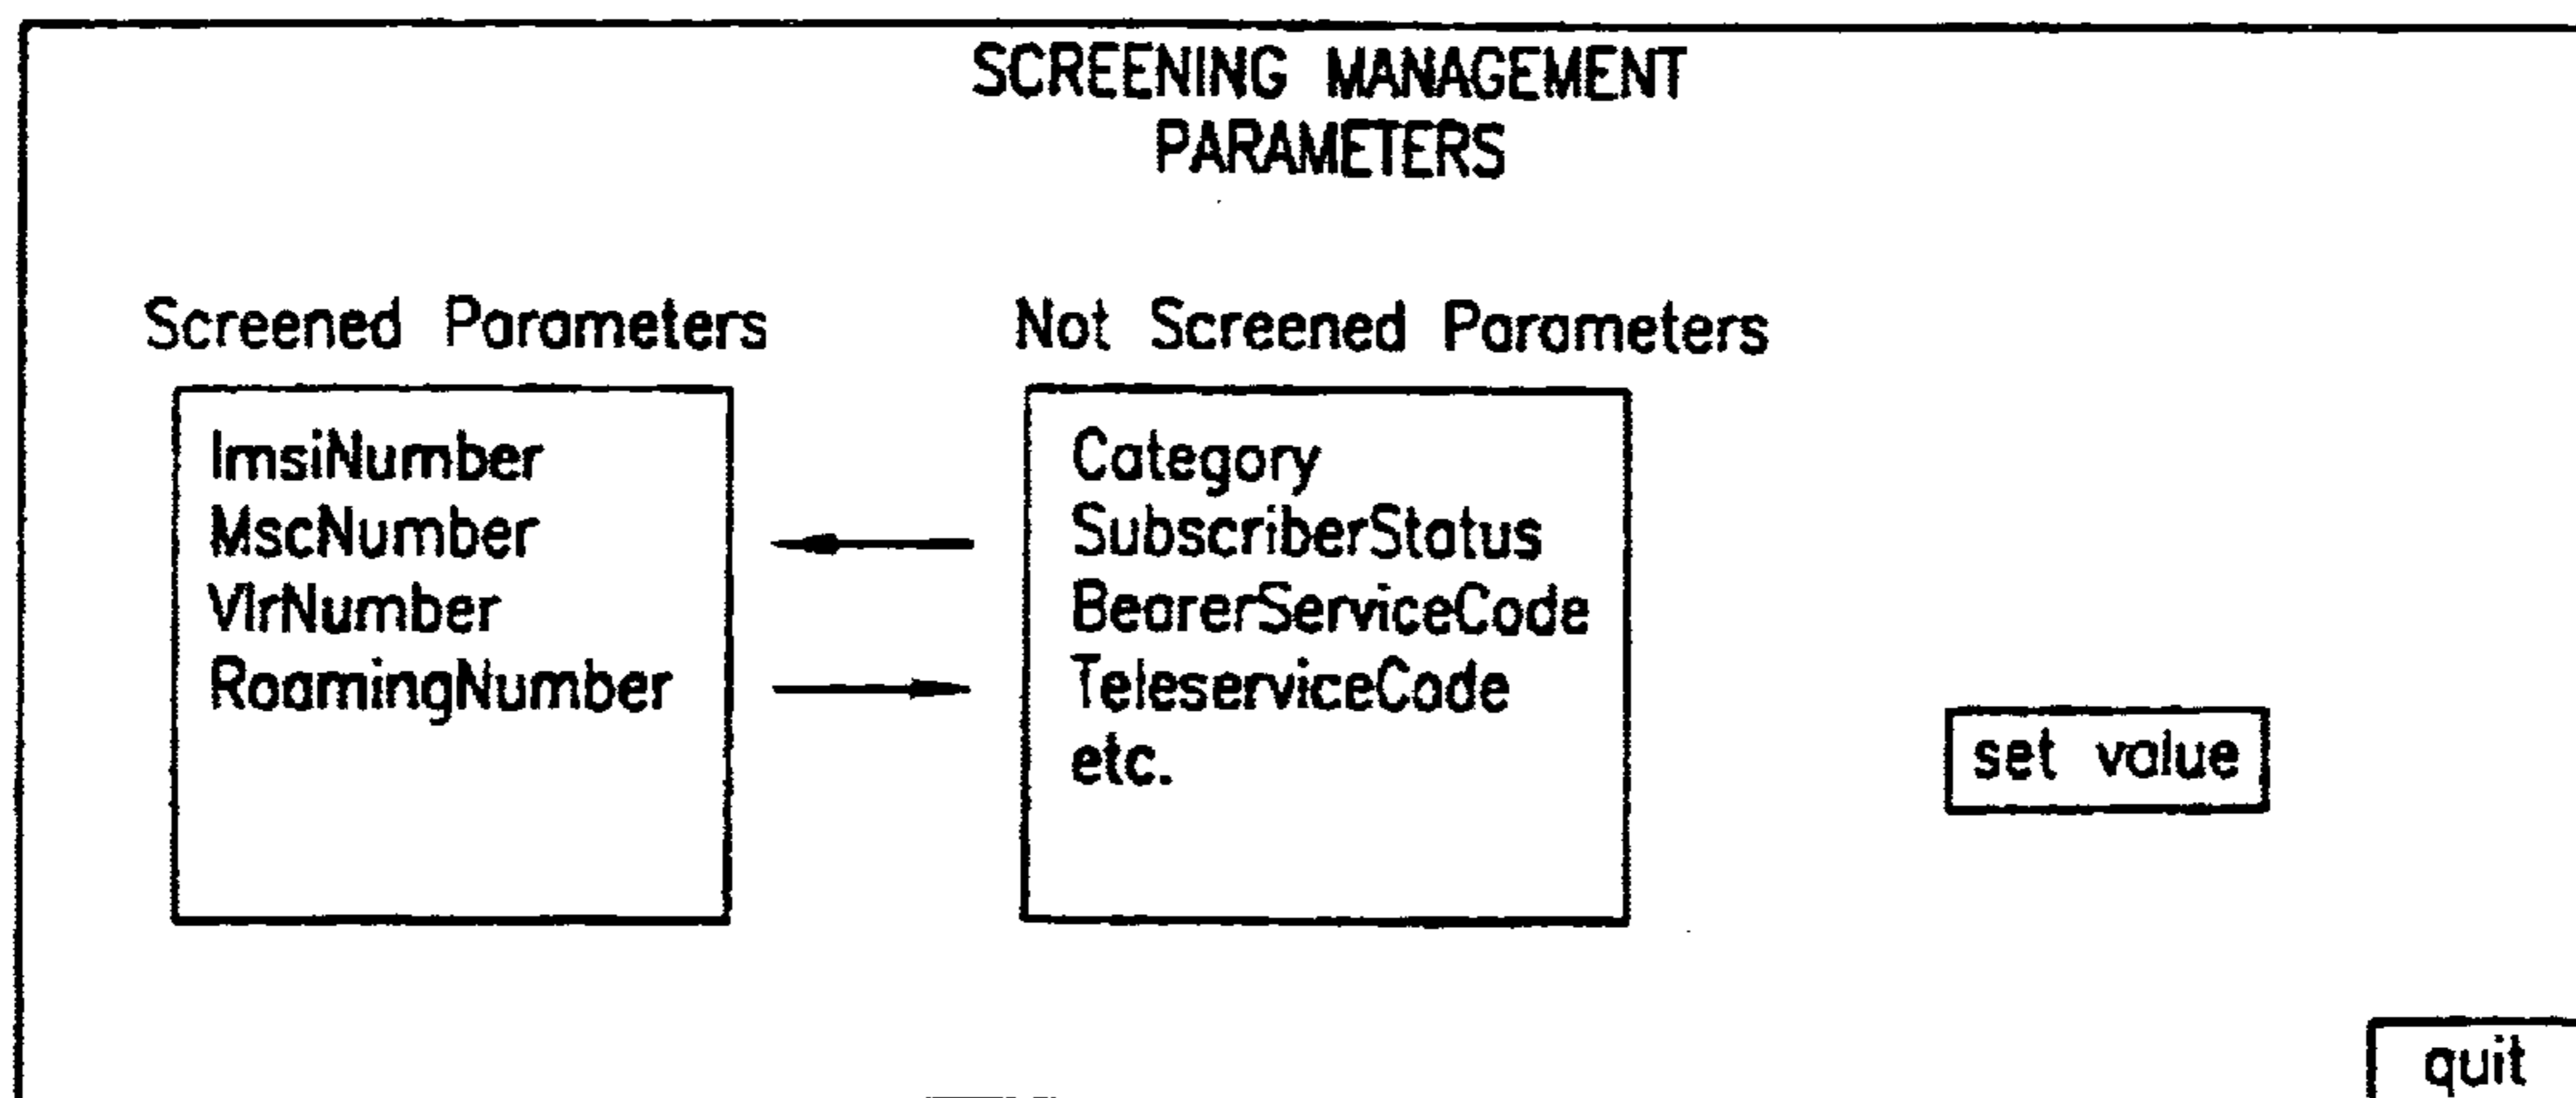 SCREENING MANAGEMENT
PARAMETERS
Screened Parameters
ImsiNumber
MscNumber
VlrNumber
RoamingNumber
Not Screened Parameters
Category
SubscriberStatus
BearerServiceCode
TeleserviceCode
etc.
set value
quit